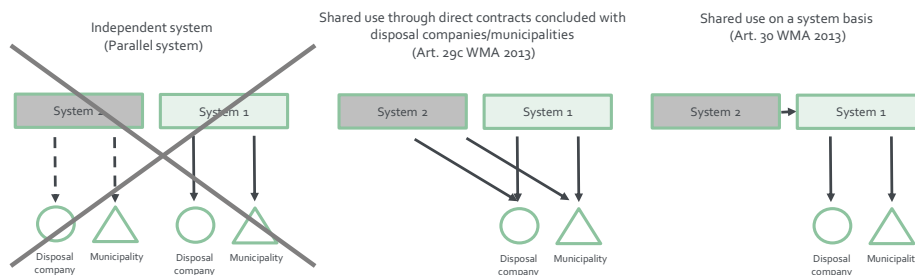 Independent system
(Parallel system)
System
System 1
Disposal
company
Municipality
Disposal
company
Municipality
Shared use through direct contracts concluded with
disposal companies/municipalities
(Art. 29c WMA 2013)
System 2
System 1
Disposal
company
Municipality
Shared use on a system basis
(Art. 30 WMA 2013)
System 2
System 1
Disposal
company
Municipality